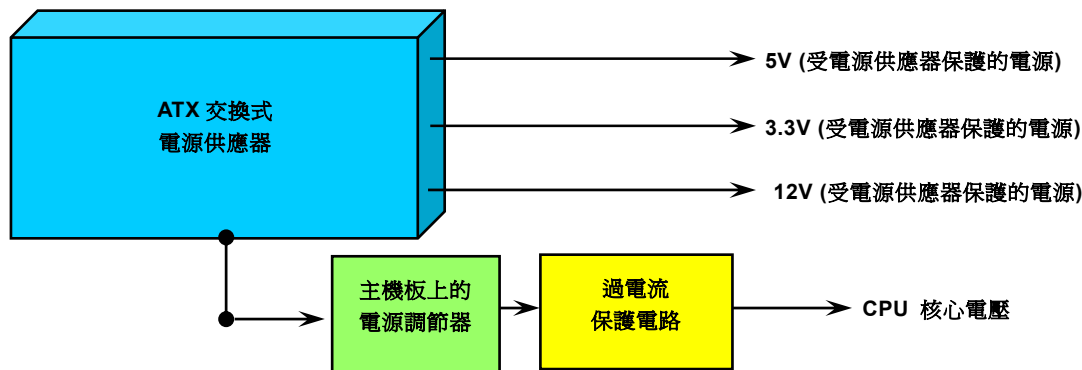 ATX 交換式
電源供應器
5V (受電源供應器保護的電源)
3.3V (受電源供應器保護的電源)
12V (受電源供應器保護的電源)
主機板上的
電源調節器
過電流
保護電路
CPU 核心電壓